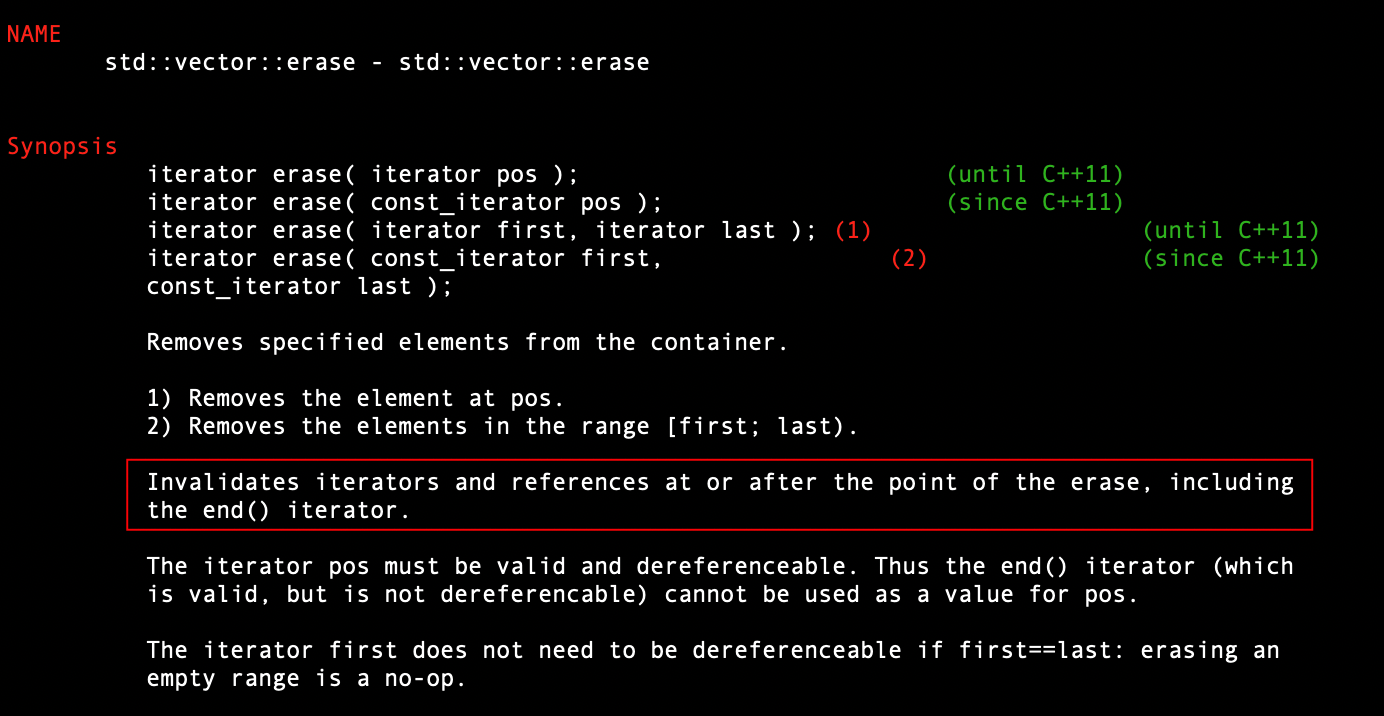 NAME
std::vector::erase - std::vector::erase
Synopsis
iterator erase( iterator pos ); (until C++11)
iterator erase( const_iterator pos ); (since C++11)
iterator erase( iterator first, iterator last ); (1) (until C++11)
iterator erase( const_iterator first, (2) (since C++11)
const_iterator last );
Removes specified elements from the container.
1) Removes the element at pos.
2) Removes the elements in the range [first; last).
Invalidates iterators and references at or after the point of the erase, including
the end() iterator.
The iterator pos must be valid and dereferenceable. Thus the end() iterator (which
is valid, but is not dereferencable) cannot be used as a value for pos.
The iterator first does not need to be dereferenceable if first==last: erasing an
empty range is a no-op.